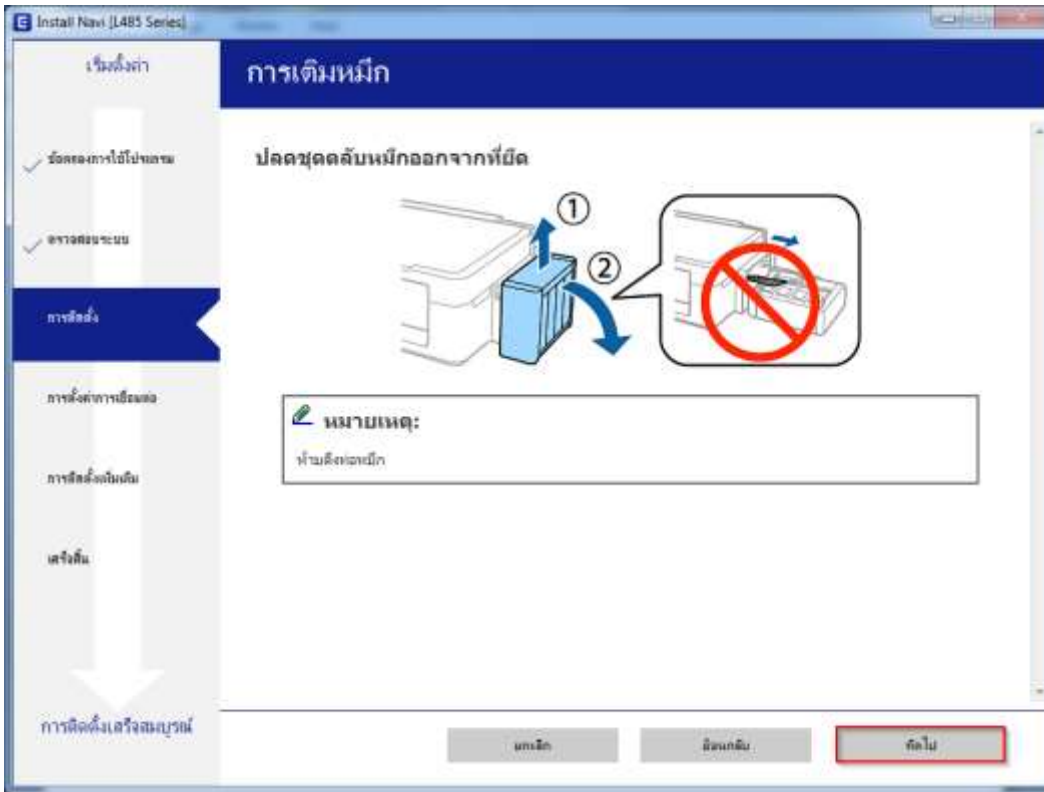 Install Navi [L485 Series]
เริ่มตั้งค่า
การเติมหมึก
ข้อตกลงการใช้โปรแกรม
ตรวจสอบระบบ
การติดตั้ง
การตั้งค่าการเชื่อมต่อ
การติดตั้งเพิ่มเติม
เสร็จสิ้น
การติดตั้งเสร็จสมบูรณ์
ปลดชุดตลับหมึกออกจากที่ยึด
①
②
หมายเหตุ:
ห้ามดึงท่อหมึก
ยกเลิก
ย้อนกลับ
ถัดไป